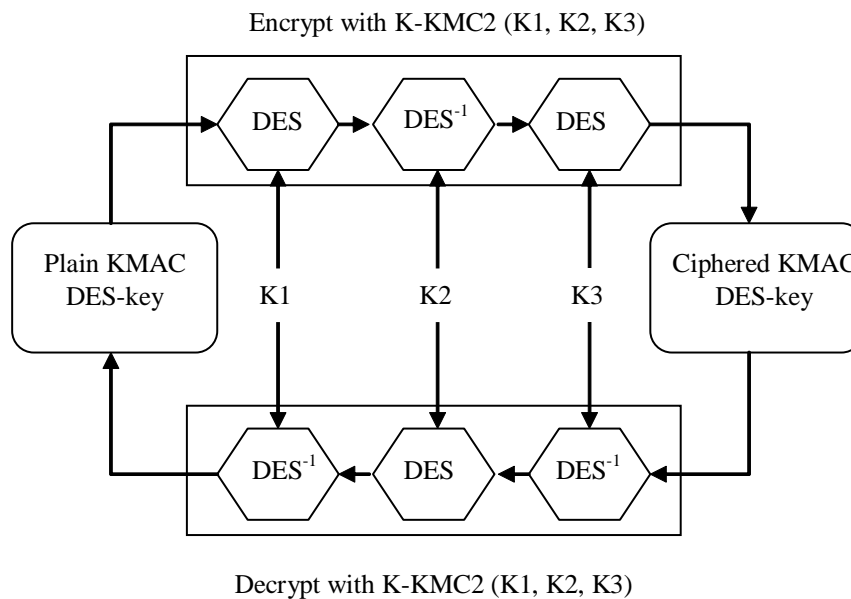 Encrypt with K-KMC2 (K1, K2, K3)
DES
DES⁻¹
DES
Plain KMAC
DES-key
K1
K2
K3
Ciphered KMAC
DES-key
DES⁻¹
DES
DES⁻¹
Decrypt with K-KMC2 (K1, K2, K3)